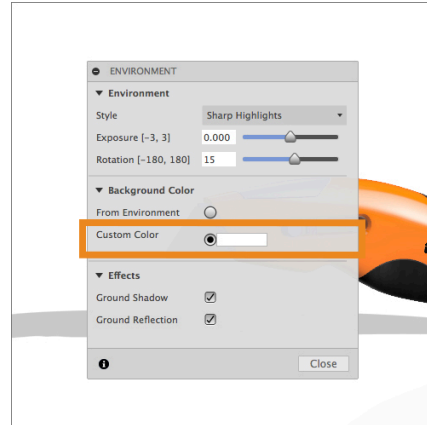 ENVIRONMENT
Environment
Style Sharp Highlights
Exposure [-3, 3] 0.000
Rotation [-180, 180] 15
Background Color
From Environment
Custom Color
Effects
Ground Shadow
Ground Reflection
Close